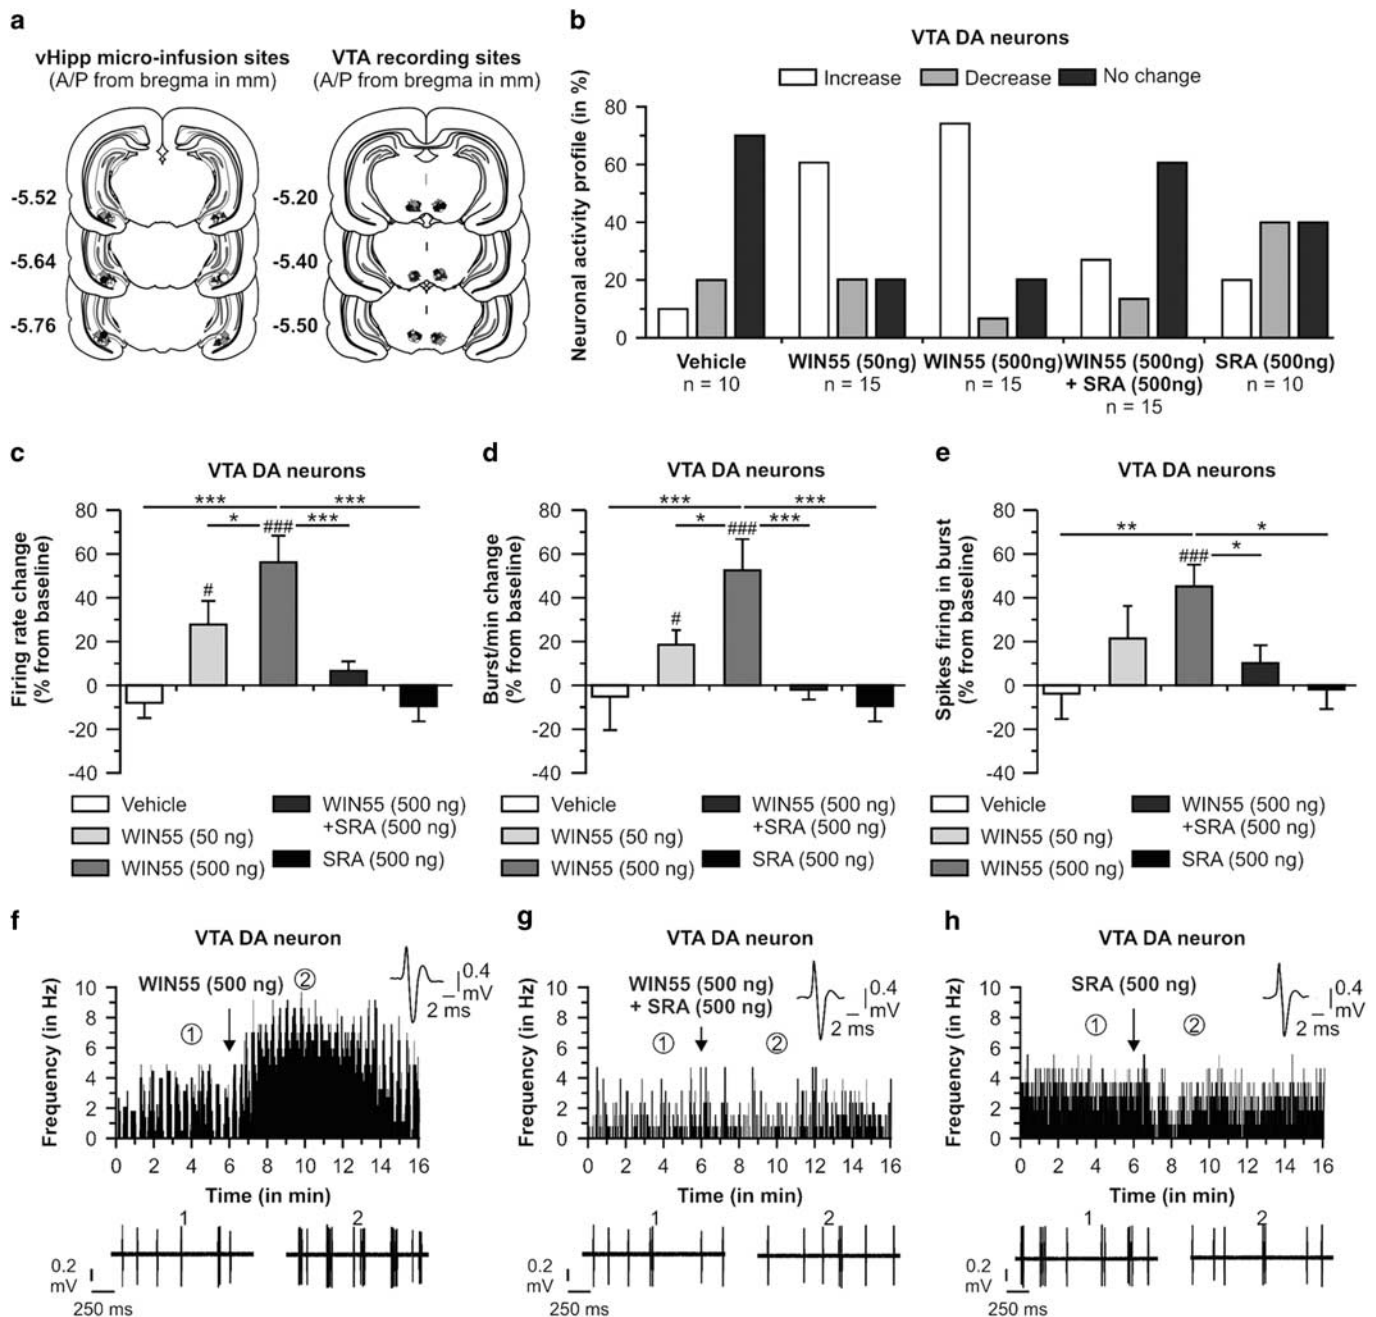 a
vHipp micro-infusion sites
(A/P from bregma in mm)
-5.52
-5.64
-5.76
VTA recording sites
(A/P from bregma in mm)
-5.20
-5.40
-5.50
b
VTA DA neurons
Increase Decrease No change
Neuronal activity profile (in %)
80
60
40
20
0
Vehicle
n = 10
WIN55 (50ng)
n = 15
WIN55 (500ng)
n = 15
WIN55 (500ng)
+ SRA (500ng)
n = 15
SRA (500ng)
n = 10
c
VTA DA neurons
Firing rate change
(% from baseline)
80
60
40
20
0
-20
-40
*** ***
* ### ***
#
Vehicle
WIN55 (50 ng)
WIN55 (500 ng)
WIN55 (500 ng)
+SRA (500 ng)
SRA (500 ng)
d
VTA DA neurons
Burst/min change
(% from baseline)
80
60
40
20
0
-20
-40
*** ***
* ### ***
#
Vehicle
WIN55 (50 ng)
WIN55 (500 ng)
WIN55 (500 ng)
+SRA (500 ng)
SRA (500 ng)
e
VTA DA neurons
Spikes firing in burst
(% from baseline)
80
60
40
20
0
-20
-40
** *
### *
Vehicle
WIN55 (50 ng)
WIN55 (500 ng)
WIN55 (500 ng)
+SRA (500 ng)
SRA (500 ng)
f
VTA DA neuron
WIN55 (500 ng)
1
2
0.4
mV
2 ms
Frequency (in Hz)
10
8
6
4
2
0
0 2 4 6 8 10 12 14 16
Time (in min)
1 2
0.2
mV
250 ms
g
VTA DA neuron
WIN55 (500 ng)
+ SRA (500 ng)
1
2
0.4
mV
2 ms
Frequency (in Hz)
10
8
6
4
2
0
0 2 4 6 8 10 12 14 16
Time (in min)
1 2
0.2
mV
250 ms
h
VTA DA neuron
SRA (500 ng)
1
2
0.4
mV
2 ms
Frequency (in Hz)
10
8
6
4
2
0
0 2 4 6 8 10 12 14 16
Time (in min)
1 2
0.2
mV
250 ms